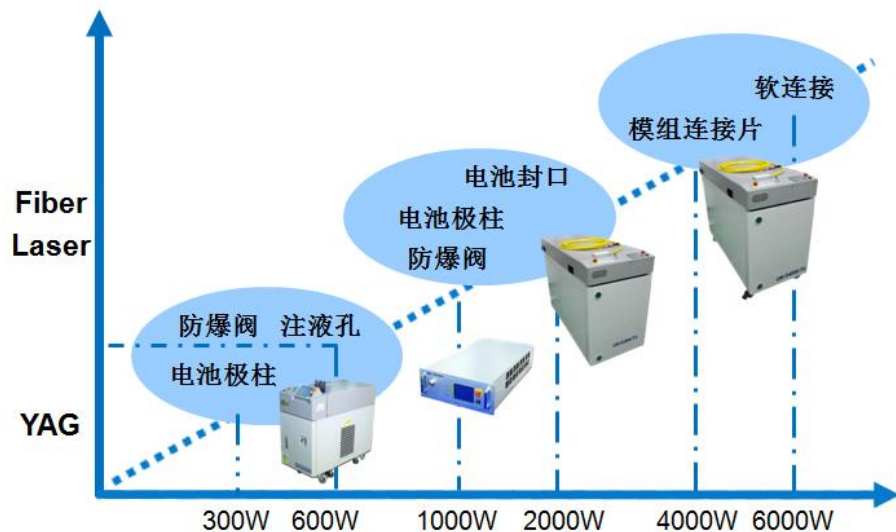 软连接
模组连接片
电池封口
电池极柱
防爆阀
Fiber
Laser
防爆阀 注液孔
电池极柱
YAG
300W 600W 1000W 2000W 4000W 6000W